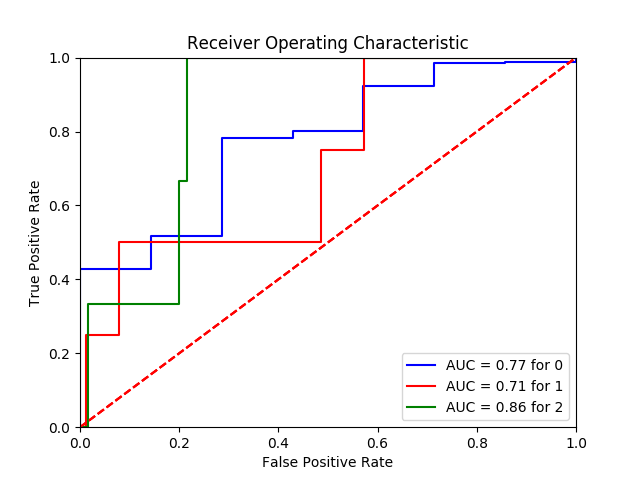 Receiver Operating Characteristic
1.0
0.8
0.6
0.4
0.2
0.0
True Positive Rate
AUC = 0.77 for 0
AUC = 0.71 for 1
AUC = 0.86 for 2
0.0 0.2 0.4 0.6 0.8 1.0
False Positive Rate